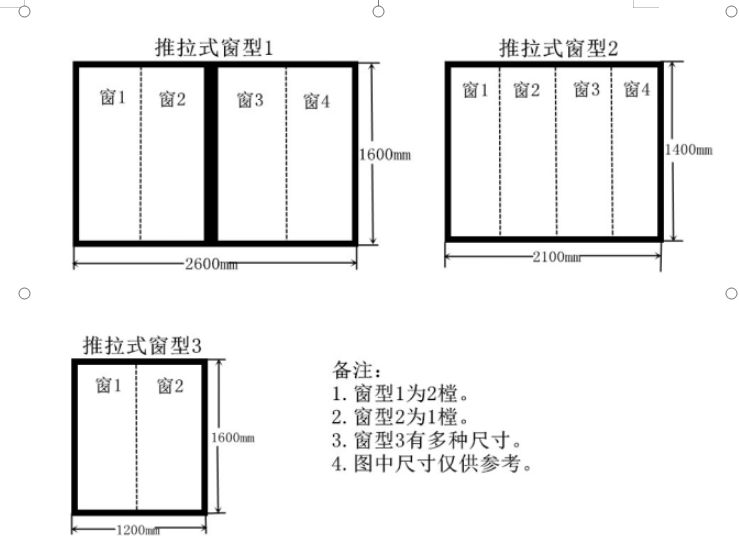 推拉式窗型1
推拉式窗型2
窗1 窗2 窗3 窗4
窗1 窗2 窗3 窗4
1600mm
1400mm
2600mm
2100mm
推拉式窗型3
窗1 窗2
1600mm
1200mm
备注:
1. 窗型1为2樘。
2. 窗型2为1樘。
3. 窗型3有多种尺寸。
4. 图中尺寸仅供参考。